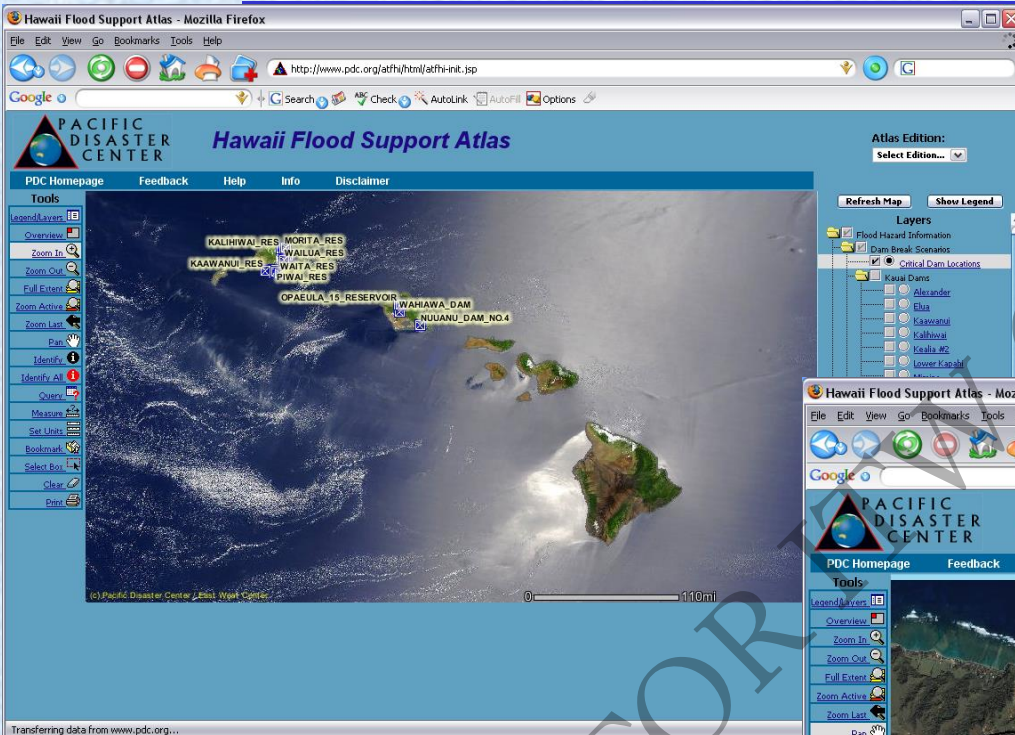 Hawaii Flood Support Atlas - Mozilla Firefox
File Edit View Go Bookmarks Tools Help
http://www.pdc.org/atfhi/html/atfhi-init.jsp
G
Google
G Search ABC Check AutoLink AutoFill Options
PACIFIC
DISASTER
CENTER
Hawaii Flood Support Atlas
Atlas Edition:
Select Edition...
PDC Homepage Feedback Help Info Disclaimer
Tools
Legend/Layers
Overview
Zoom In
Zoom Out
Full Extent
Zoom Active
Zoom Last
Pan
Identify
Identify All
Query
Measure
Set Units
Bookmark
Select Box
Clear
Print
KALIHIWAI_RES MORITA_RES
WAILUA_RES
KAAWANUI_RES WAITA_RES
PIWAI_RES
OPAEULA_15_RESERVOIR WAHIAWA_DAM
NUUANU_DAM_NO.4
(c) Pacific Disaster Center / East West Center
0 110mi
Refresh Map Show Legend
Layers
Flood Hazard Information
Dam Break Scenarios
Critical Dam Locations
Kauai Dams
Alexander
Elua
Kaawanui
Kalihiwai
Kealia #2
Lower Kapahi
Transferring data from www.pdc.org...
Hawaii Flood Support Atlas - Moz
File Edit View Go Bookmarks Tools
Google
PACIFIC
DISASTER
CENTER
PDC Homepage Feedback
Tools
Legend/Layers
Overview
Zoom In
Zoom Out
Full Extent
Zoom Active
Zoom Last
Pan